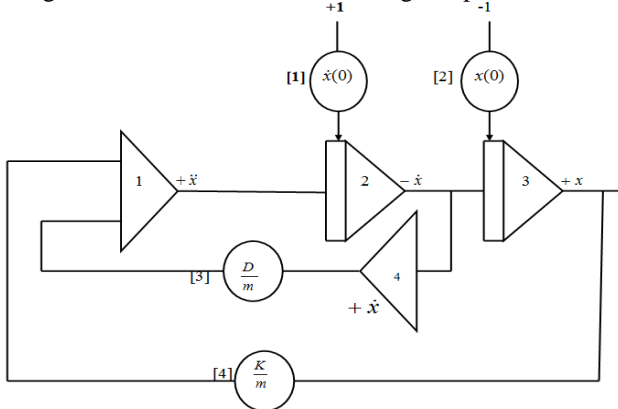 +1
-1
[1]
ẋ(0)
[2]
x(0)
1
+ ẍ
2
− ẋ
3
+ x
[3]
D
m
4
+ ẋ
[4]
K
m